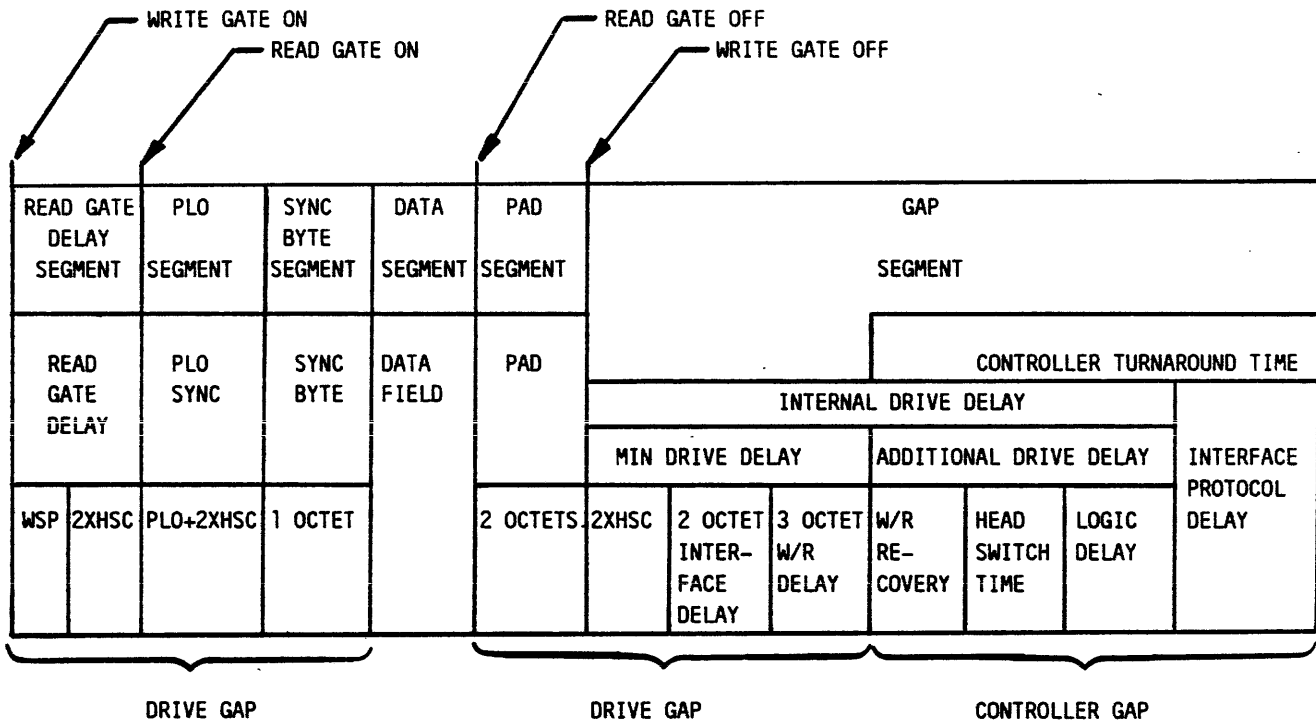 WRITE GATE ON
READ GATE OFF
READ GATE ON
WRITE GATE OFF
READ GATE
DELAY
SEGMENT
PLO
SEGMENT
SYNC
BYTE
SEGMENT
DATA
SEGMENT
PAD
SEGMENT
GAP
SEGMENT
READ
GATE
DELAY
PLO
SYNC
SYNC
BYTE
DATA
FIELD
PAD
CONTROLLER TURNAROUND TIME
INTERNAL DRIVE DELAY
MIN DRIVE DELAY
ADDITIONAL DRIVE DELAY
INTERFACE
PROTOCOL
DELAY
WSP
2XHSC
PLO+2XHSC
1 OCTET
2 OCTETS
2XHSC
2 OCTET
INTER-
FACE
DELAY
3 OCTET
W/R
DELAY
W/R
RE-
COVERY
HEAD
SWITCH
TIME
LOGIC
DELAY
DRIVE GAP
DRIVE GAP
CONTROLLER GAP